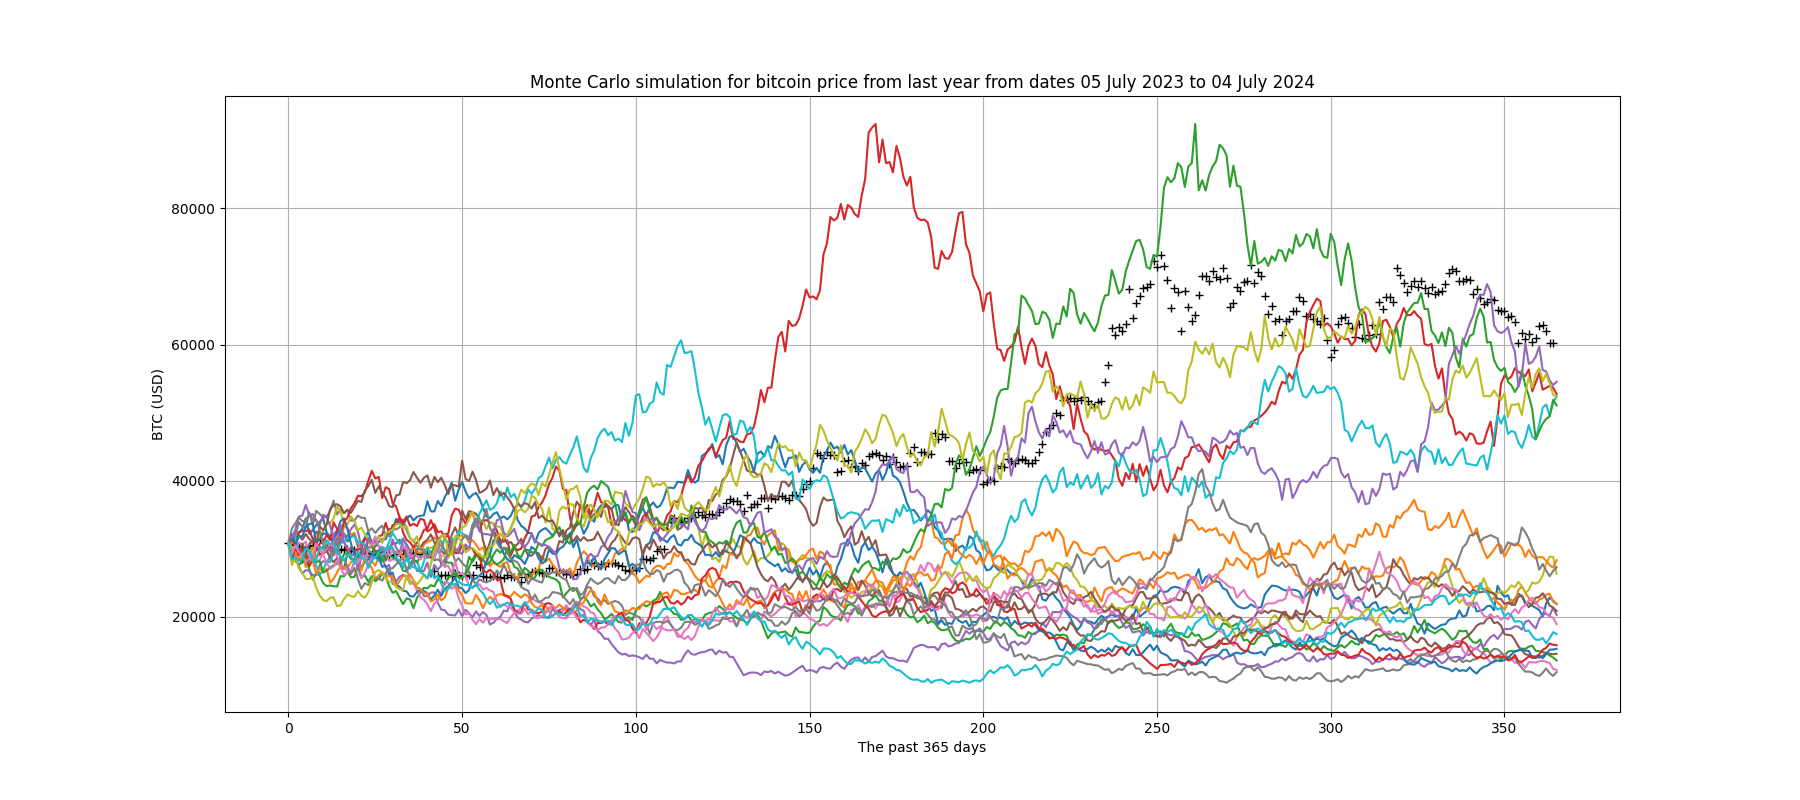 Monte Carlo simulation for bitcoin price from last year from dates 05 July 2023 to 04 July 2024
80000
60000
40000
20000
BTC (USD)
0 50 100 150 200 250 300 350
The past 365 days